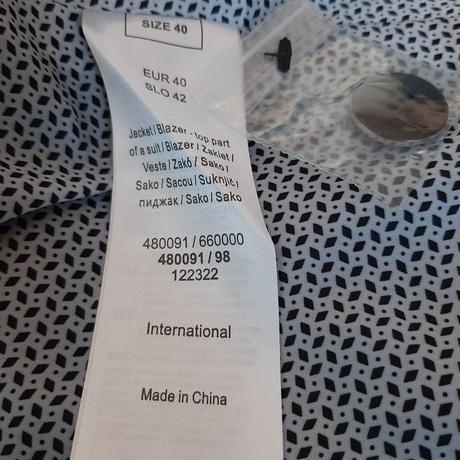 SIZE 40
EUR 40
SLO 42
Jacket / Blazer - top part
of a suit / Blazer / Żakiet /
Veste / Zakó / Sako /
Sako / Sacou / Suknjič /
пиджак / Sako / Sako
480091 / 660000
480091 / 98
122322
International
Made in China